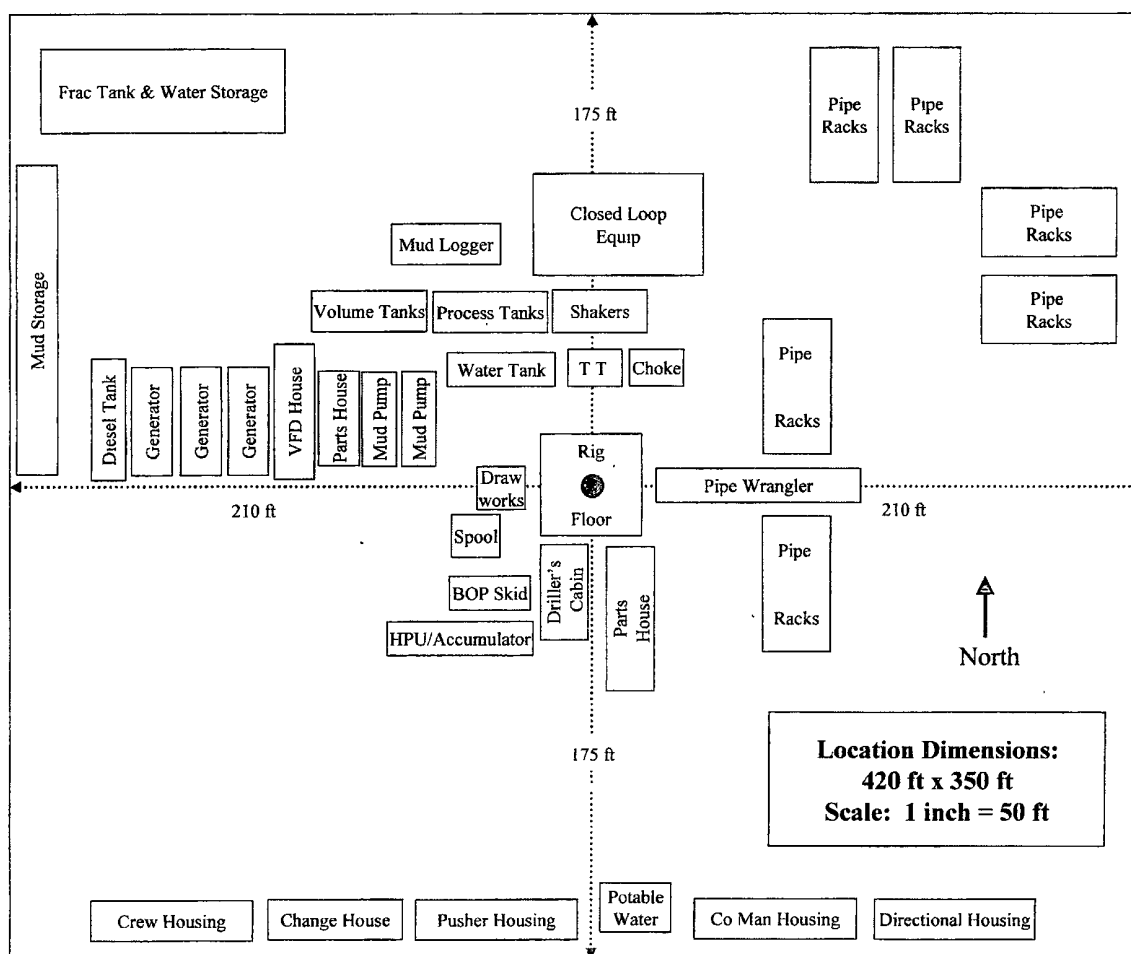 Frac Tank & Water Storage
175 ft
Pipe
Racks
Pipe
Racks
Closed Loop
Equip
Mud Logger
Pipe
Racks
Mud Storage
Volume Tanks
Process Tanks
Shakers
Pipe
Racks
Diesel Tank
Generator
Generator
Generator
VFD House
Parts House
Mud Pump
Mud Pump
Water Tank
T T
Choke
Pipe
Racks
Rig
Floor
Draw
works
Pipe Wrangler
210 ft
210 ft
Spool
BOP Skid
HPU/Accumulator
Driller's
Cabin
Parts
House
Pipe
Racks
North
175 ft
Location Dimensions:
420 ft x 350 ft
Scale: 1 inch = 50 ft
Crew Housing
Change House
Pusher Housing
Potable
Water
Co Man Housing
Directional Housing